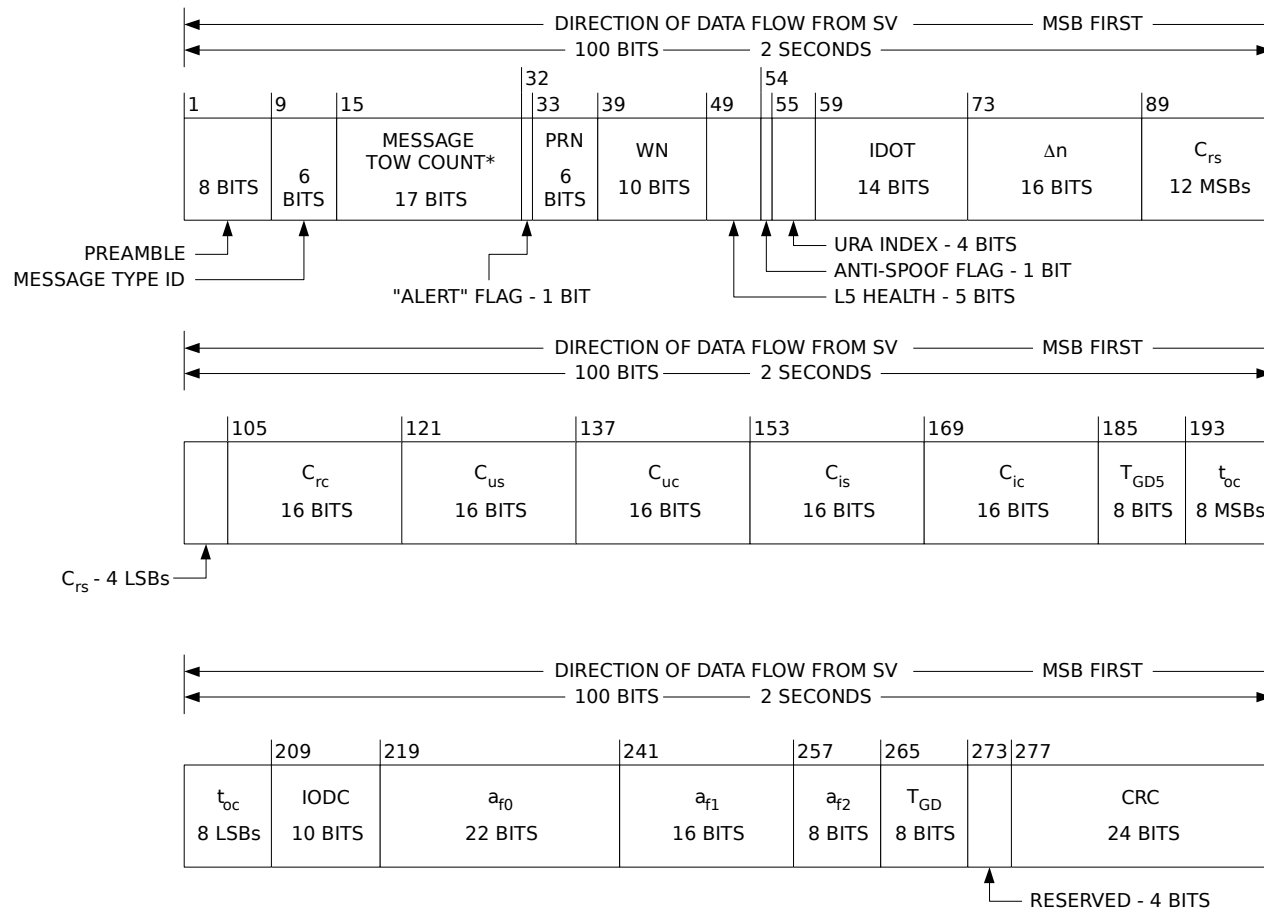 DIRECTION OF DATA FLOW FROM SV MSB FIRST
100 BITS 2 SECONDS
32 54
1 9 15 33 39 49 55 59 73 89
MESSAGE TOW COUNT* PRN WN IDOT Δn Crs
8 BITS 6 BITS 17 BITS 6 BITS 10 BITS 14 BITS 16 BITS 12 MSBs
PREAMBLE URA INDEX - 4 BITS
MESSAGE TYPE ID ANTI-SPOOF FLAG - 1 BIT
"ALERT" FLAG - 1 BIT L5 HEALTH - 5 BITS
DIRECTION OF DATA FLOW FROM SV MSB FIRST
100 BITS 2 SECONDS
105 121 137 153 169 185 193
Crc Cus Cuc Cis Cic TGD5 toc
16 BITS 16 BITS 16 BITS 16 BITS 16 BITS 8 BITS 8 MSBs
Crs - 4 LSBs
DIRECTION OF DATA FLOW FROM SV MSB FIRST
100 BITS 2 SECONDS
209 219 241 257 265 273 277
toc IODC af0 af1 af2 TGD CRC
8 LSBs 10 BITS 22 BITS 16 BITS 8 BITS 8 BITS 24 BITS
RESERVED - 4 BITS